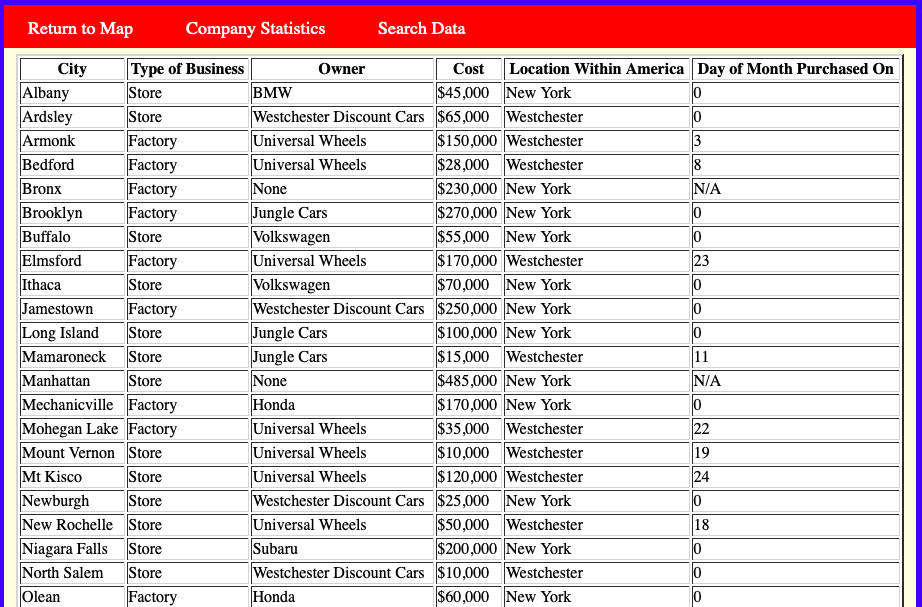 Return to Map Company Statistics Search Data
City Type of Business Owner Cost Location Within America Day of Month Purchased On
Albany Store BMW $45,000 New York 0
Ardsley Store Westchester Discount Cars $65,000 Westchester 0
Armonk Factory Universal Wheels $150,000 Westchester 3
Bedford Factory Universal Wheels $28,000 Westchester 8
Bronx Factory None $230,000 New York N/A
Brooklyn Factory Jungle Cars $270,000 New York 0
Buffalo Store Volkswagen $55,000 New York 0
Elmsford Factory Universal Wheels $170,000 Westchester 23
Ithaca Store Volkswagen $70,000 New York 0
Jamestown Factory Westchester Discount Cars $250,000 New York 0
Long Island Store Jungle Cars $100,000 New York 0
Mamaroneck Store Jungle Cars $15,000 Westchester 11
Manhattan Store None $485,000 New York N/A
Mechanicville Factory Honda $170,000 New York 0
Mohegan Lake Factory Universal Wheels $35,000 Westchester 22
Mount Vernon Store Universal Wheels $10,000 Westchester 19
Mt Kisco Store Universal Wheels $120,000 Westchester 24
Newburgh Store Westchester Discount Cars $25,000 New York 0
New Rochelle Store Universal Wheels $50,000 Westchester 18
Niagara Falls Store Subaru $200,000 New York 0
North Salem Store Westchester Discount Cars $10,000 Westchester 0
Olean Factory Honda $60,000 New York 0